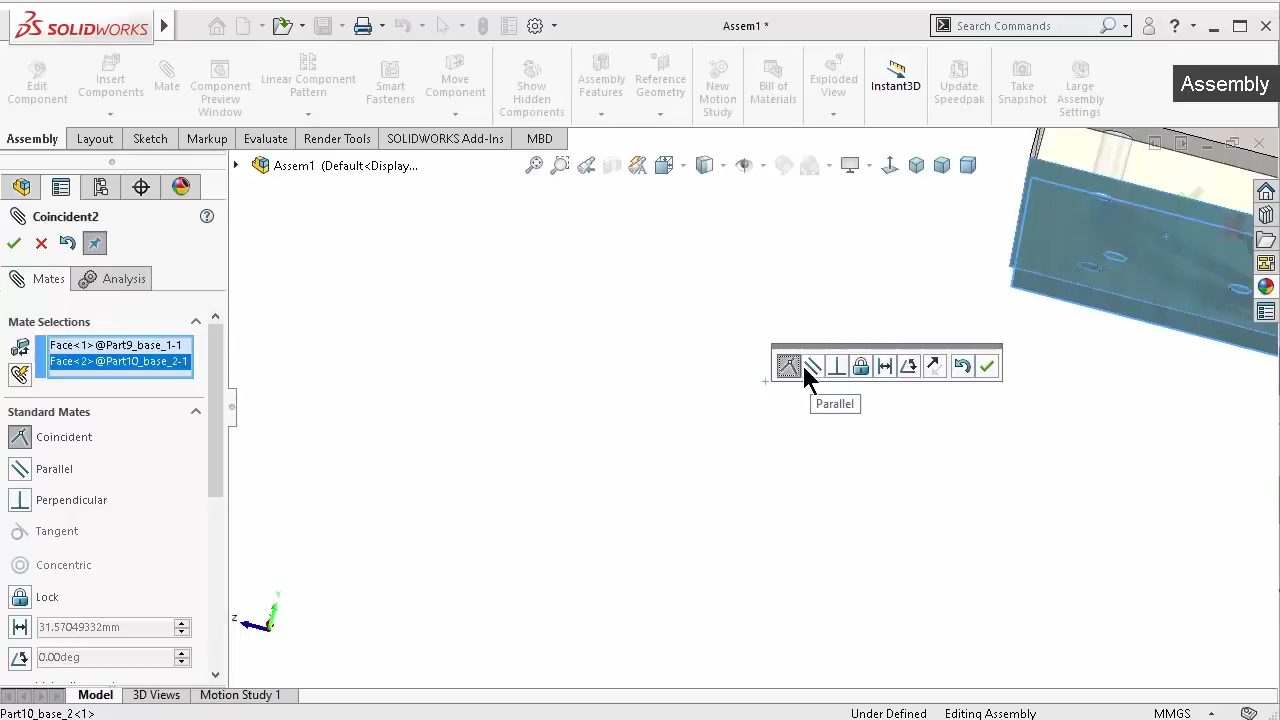 SOLIDWORKS
Assem1 *
Search Commands
?
Edit Component
Insert Components
Mate
Component Preview Window
Linear Component Pattern
Smart Fasteners
Move Component
Show Hidden Components
Assembly Features
Reference Geometry
New Motion Study
Bill of Materials
Exploded View
Instant3D
Update Speedpak
Take Snapshot
Large Assembly Settings
Assembly
Assembly Layout Sketch Markup Evaluate Render Tools SOLIDWORKS Add-Ins MBD
Assem1 (Default<Display...
Coincident2
?
Mates Analysis
Mate Selections
Face<1>@Part9_base_1-1
Face<2>@Part10_base_2-1
Standard Mates
Coincident
Parallel
Perpendicular
Tangent
Concentric
Lock
31.57049332mm
0.00deg
Parallel
Y
Z
Model 3D Views Motion Study 1
Part10_base_2<1> Under Defined Editing Assembly MMGS